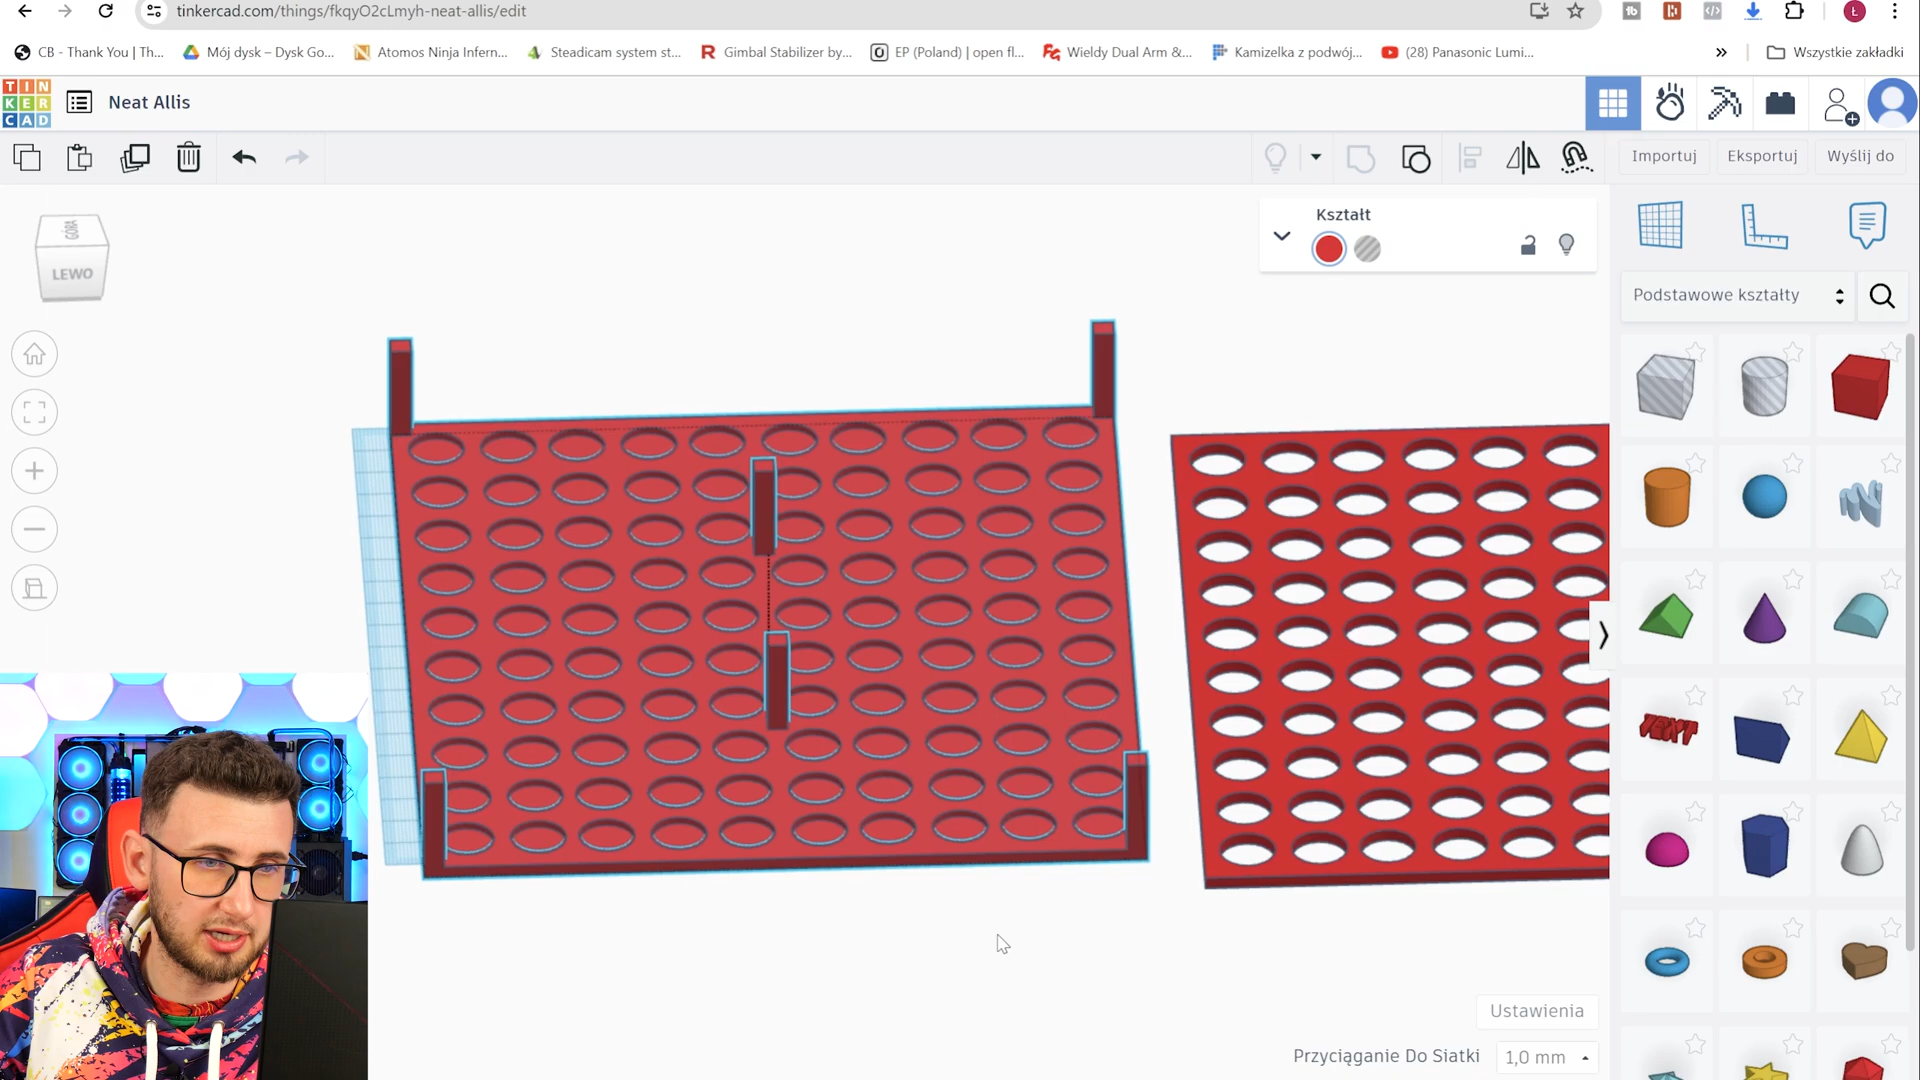 tinkercad.com/things/fkqyO2cLmyh-neat-allis/edit
CB - Thank You | Th...
Mój dysk – Dysk Go...
Atomos Ninja Infern...
Steadicam system st...
Gimbal Stabilizer by...
EP (Poland) | open fl...
Wieldy Dual Arm &...
Kamizelka z podwój...
(28) Panasonic Lumi...
»
Wszystkie zakładki
TIN
KER
CAD
Neat Allis
Importuj
Eksportuj
Wyślij do
GÓRA
LEWO
Kształt
Podstawowe kształty
TEXT
Ustawienia
Przyciąganie Do Siatki
1,0 mm